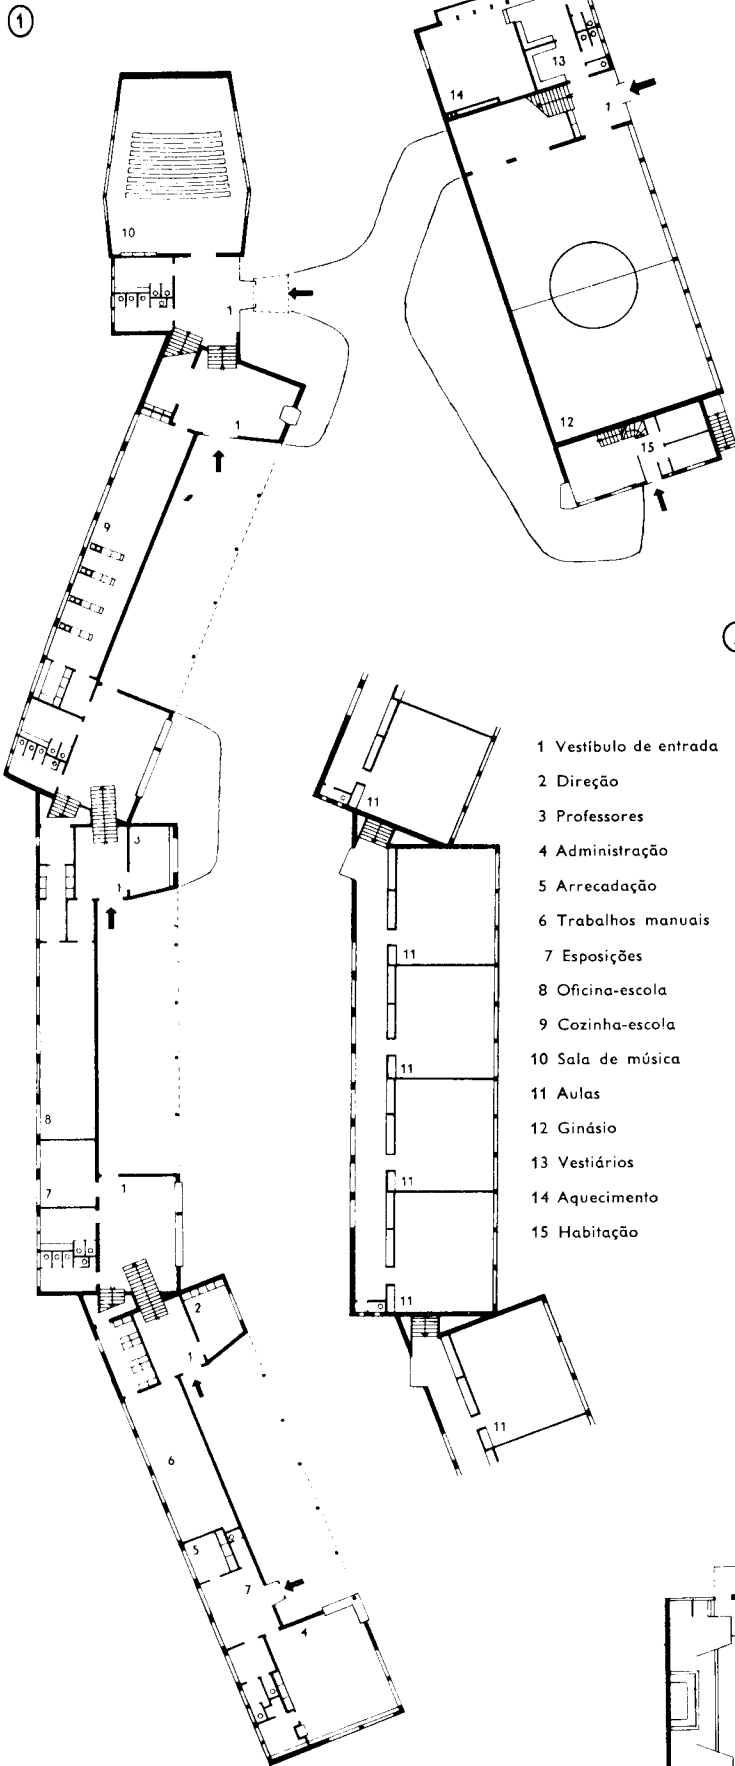 1
13
14
1
10
1
12
15
1
9
11
3
1
11
11
8
11
7
1
11
2
1
11
6
5
7
4
1 Vestíbulo de entrada
2 Direção
3 Professores
4 Administração
5 Arrecadação
6 Trabalhos manuais
7 Esposições
8 Oficina-escola
9 Cozinha-escola
10 Sala de música
11 Aulas
12 Ginásio
13 Vestiários
14 Aquecimento
15 Habitação